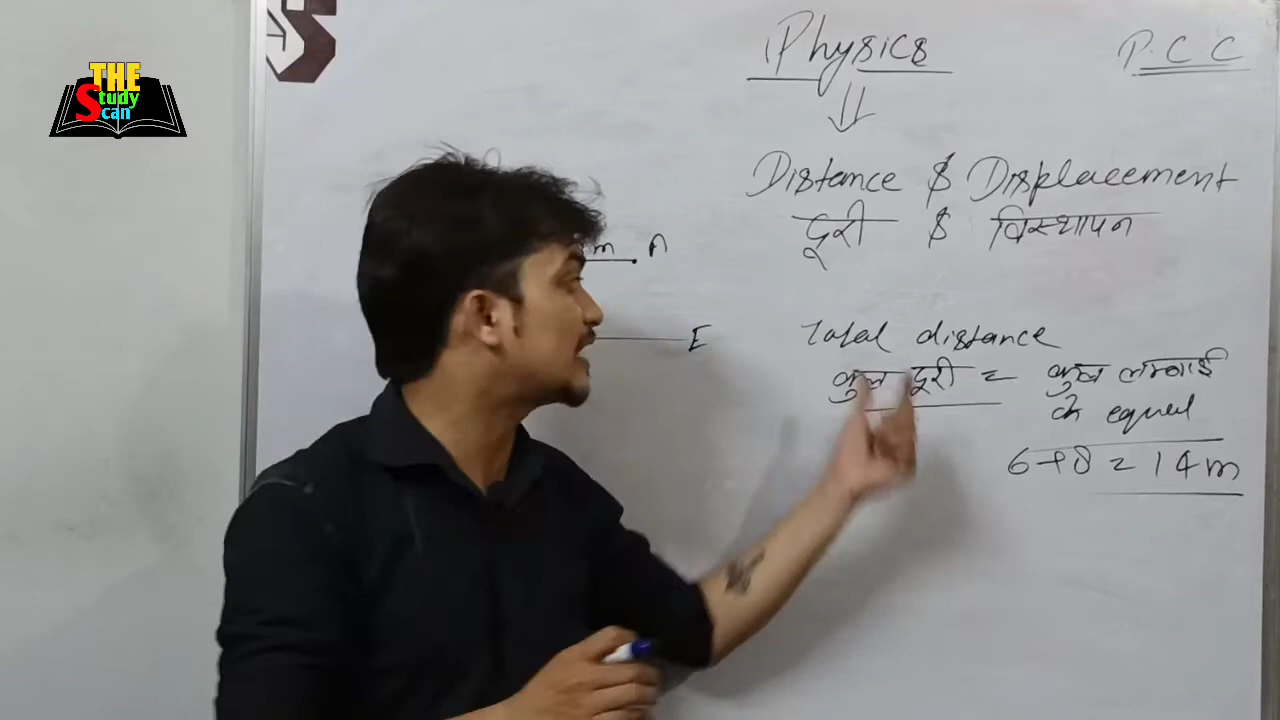 THE
Study
Scan
Physics
P.C.C
Distance & Displacement
दूरी & विस्थापन
m A
E
Total distance
कुल दूरी = कुल लम्बाई
के equal
6+8 = 14m